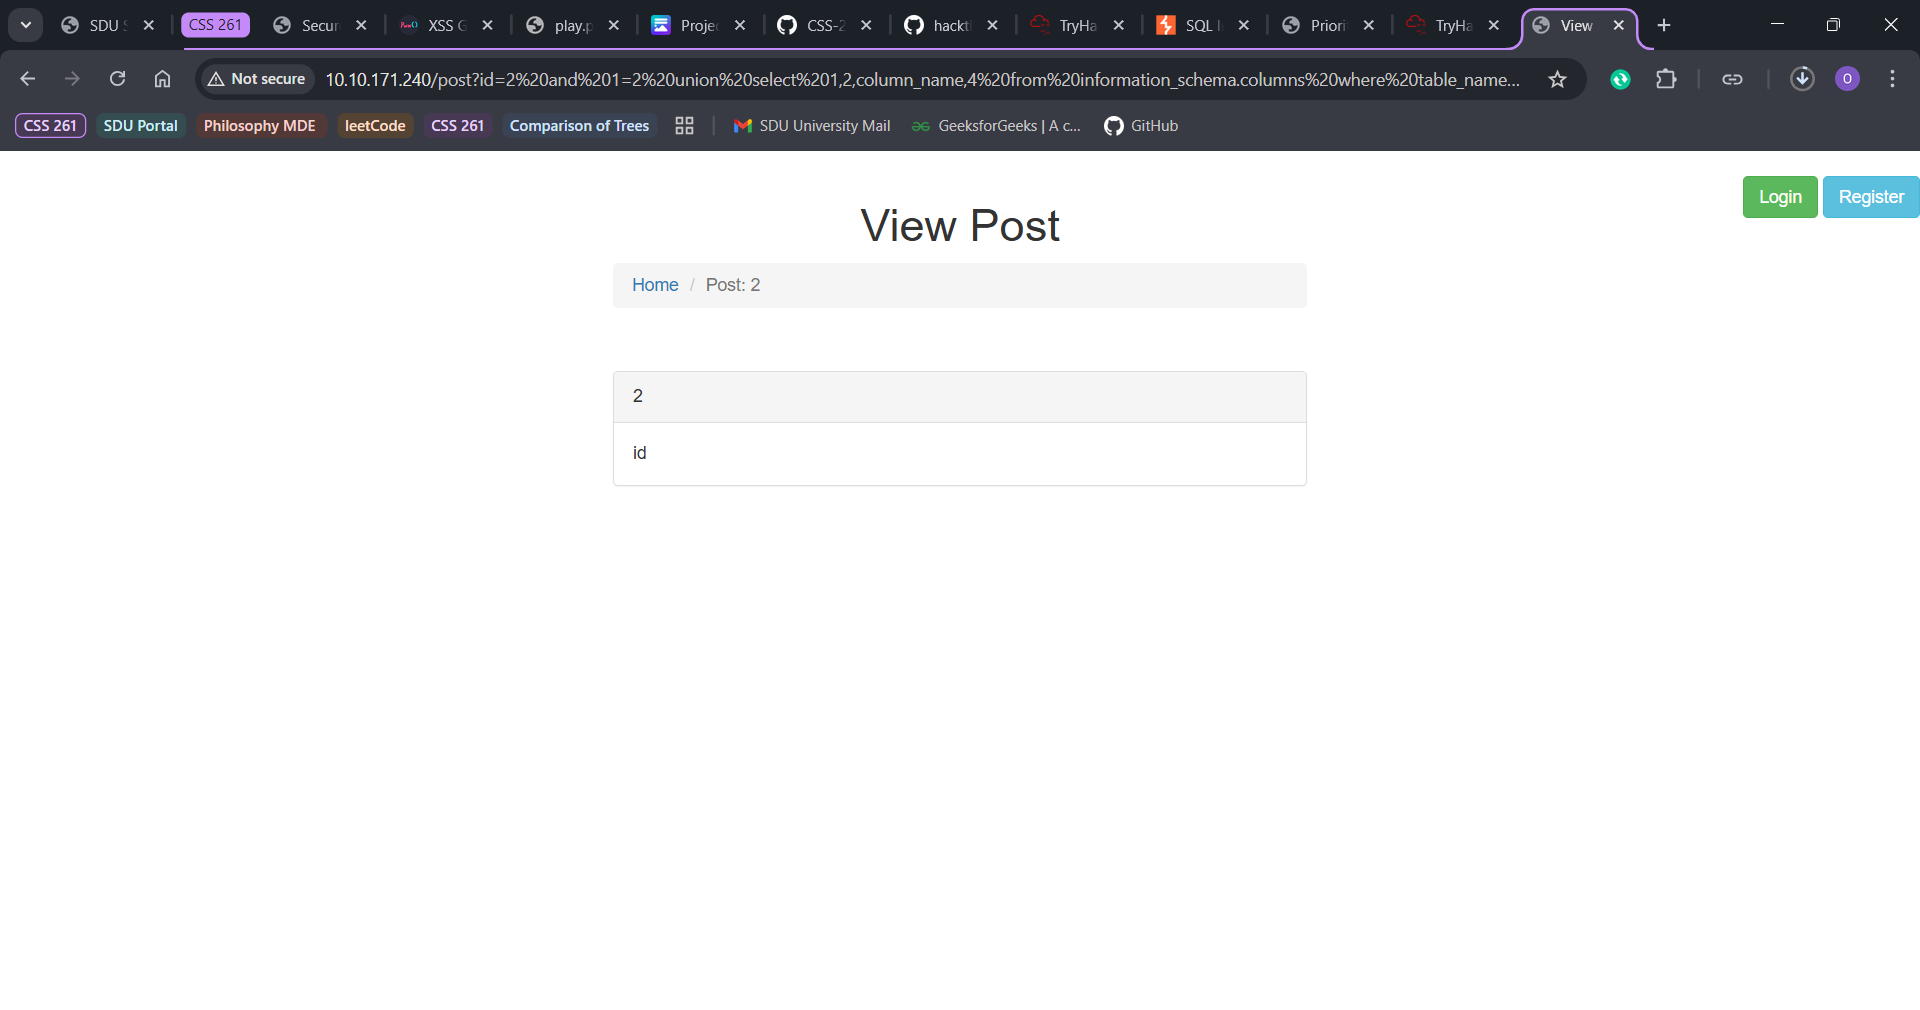 SDU S
CSS 261
Secur
XSS G
play.p
Projec
CSS-2
hackt
TryHa
SQL I
Priori
TryHa
View
Not secure
10.10.171.240/post?id=2%20and%201=2%20union%20select%201,2,column_name,4%20from%20information_schema.columns%20where%20table_name...
O
CSS 261
SDU Portal
Philosophy MDE
leetCode
CSS 261
Comparison of Trees
SDU University Mail
GeeksforGeeks | A c...
GitHub
Login
Register
View Post
Home / Post: 2
2
id